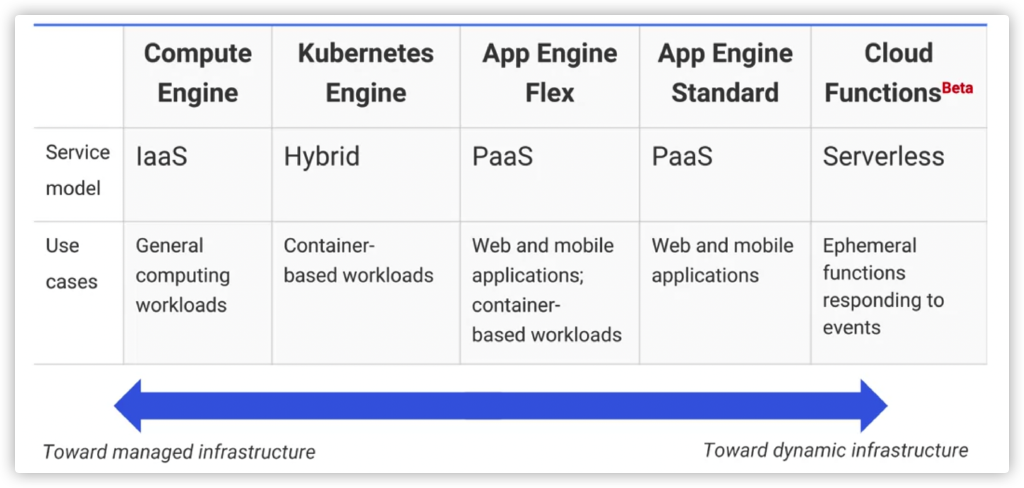 Compute Engine
Kubernetes Engine
App Engine Flex
App Engine Standard
Cloud Functions Beta
Service model
IaaS
Hybrid
PaaS
PaaS
Serverless
Use cases
General computing workloads
Container-based workloads
Web and mobile applications; container-based workloads
Web and mobile applications
Ephemeral functions responding to events
Toward managed infrastructure
Toward dynamic infrastructure